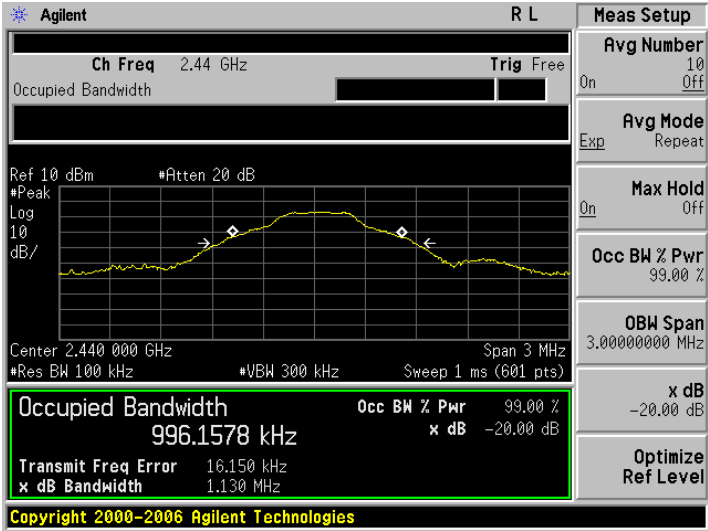 Agilent R L
Ch Freq 2.44 GHz Trig Free
Occupied Bandwidth
Ref 10 dBm #Atten 20 dB
#Peak
Log
10
dB/
Center 2.440 000 GHz Span 3 MHz
#Res BW 100 kHz #VBW 300 kHz Sweep 1 ms (601 pts)
Occupied Bandwidth
996.1578 kHz
Occ BW % Pwr 99.00 %
x dB -20.00 dB
Transmit Freq Error 16.150 kHz
x dB Bandwidth 1.130 MHz
Copyright 2000-2006 Agilent Technologies
Meas Setup
Avg Number
10
On Off
Avg Mode
Exp Repeat
Max Hold
On Off
Occ BW % Pwr
99.00 %
OBW Span
3.00000000 MHz
x dB
-20.00 dB
Optimize
Ref Level